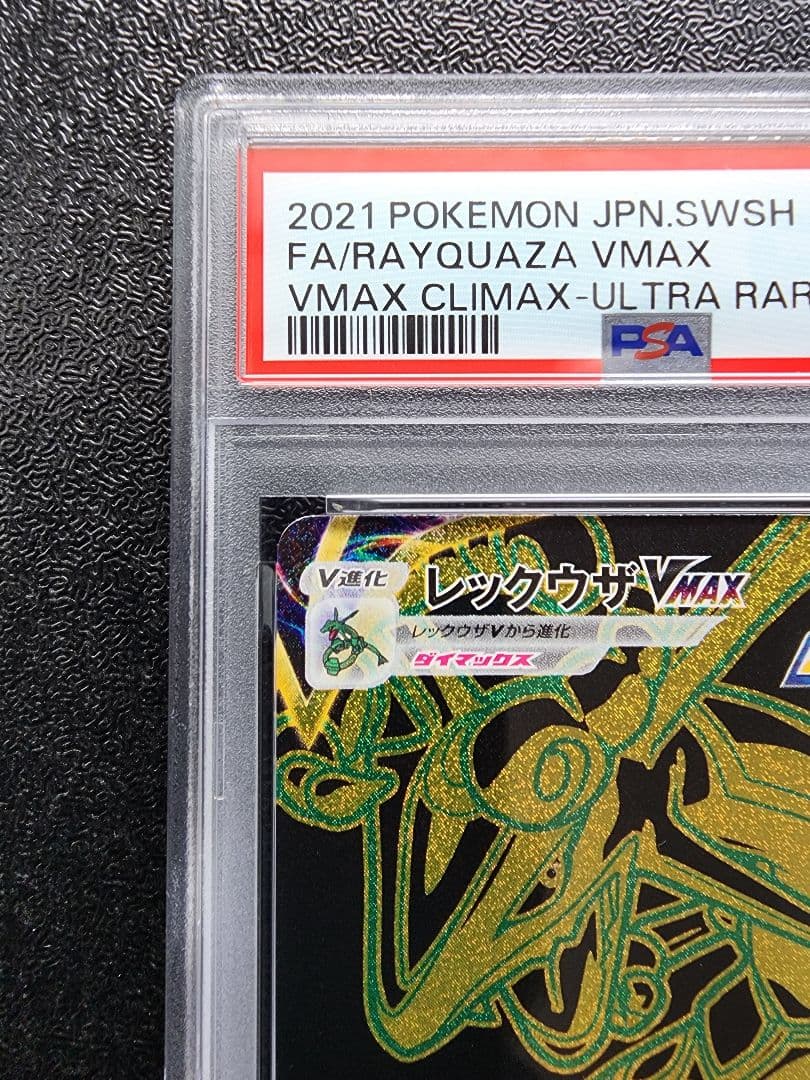 2021 POKEMON JPN.SWSH
FA/RAYQUAZA VMAX
VMAX CLIMAX-ULTRA RAR
PSA
V進化
レックウザVMAX
レックウザVから進化
ダイマックス